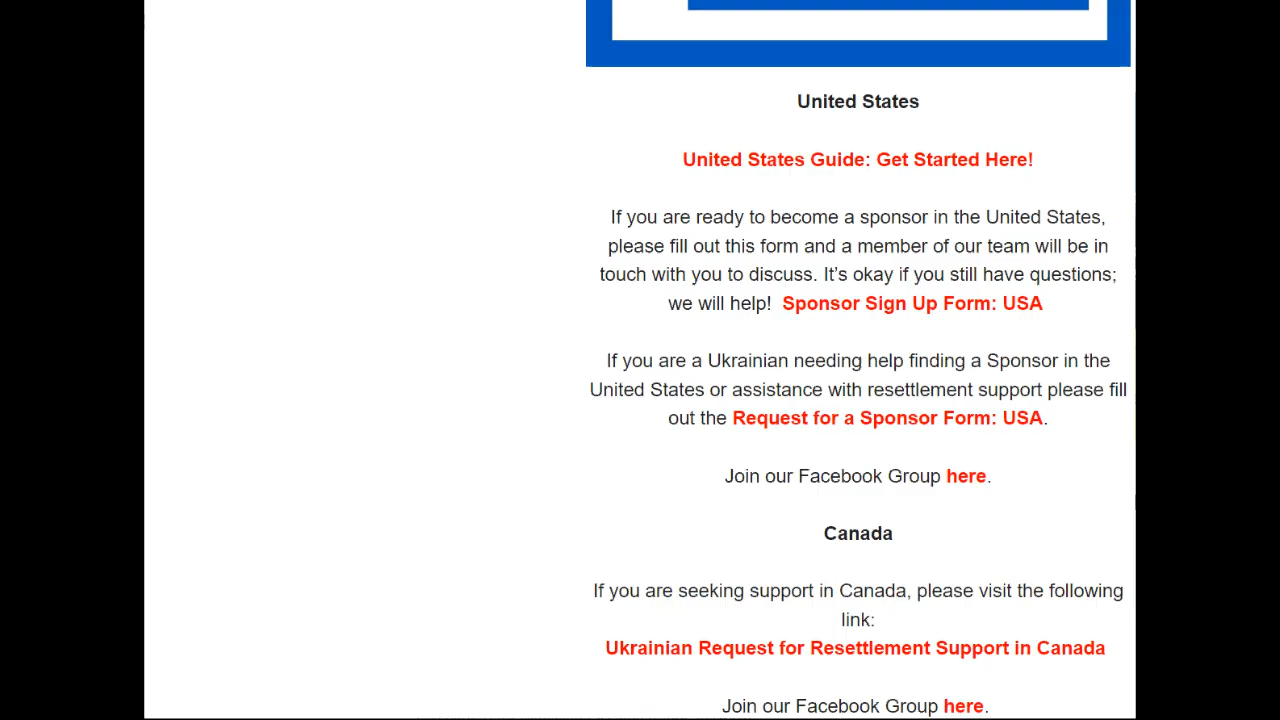 United States
United States Guide: Get Started Here!
If you are ready to become a sponsor in the United States,
please fill out this form and a member of our team will be in
touch with you to discuss. It’s okay if you still have questions;
we will help!  Sponsor Sign Up Form: USA
If you are a Ukrainian needing help finding a Sponsor in the
United States or assistance with resettlement support please fill
out the Request for a Sponsor Form: USA.
Join our Facebook Group here.
Canada
If you are seeking support in Canada, please visit the following
link:
Ukrainian Request for Resettlement Support in Canada
Join our Facebook Group here.